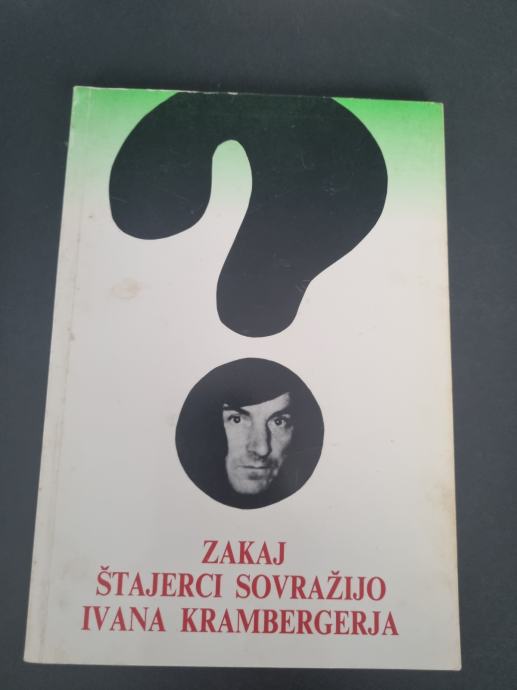 ?
ZAKAJ
ŠTAJERCI SOVRAŽIJO
IVANA KRAMBERGERJA